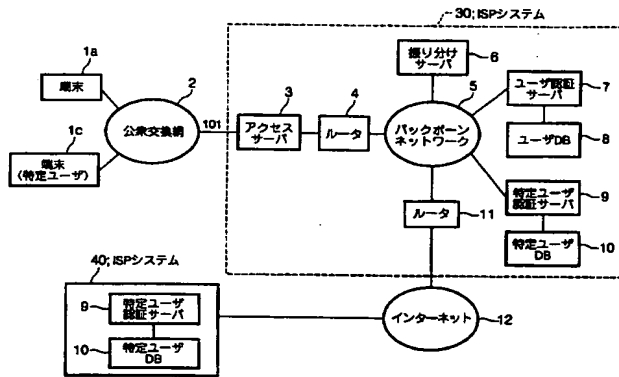 30; ISPシステム
1a
端末
2
公衆交換網
1c
端末
(特定ユーザ)
101
3
アクセス
サーバ
4
ルータ
振り分け
サーバ
6
5
バックボーン
ネットワーク
ユーザ認証
サーバ
7
ユーザDB
8
特定ユーザ
認証サーバ
9
特定ユーザ
DB
10
ルータ
11
40; ISPシステム
9
特定ユーザ
認証サーバ
10
特定ユーザ
DB
インターネット
12